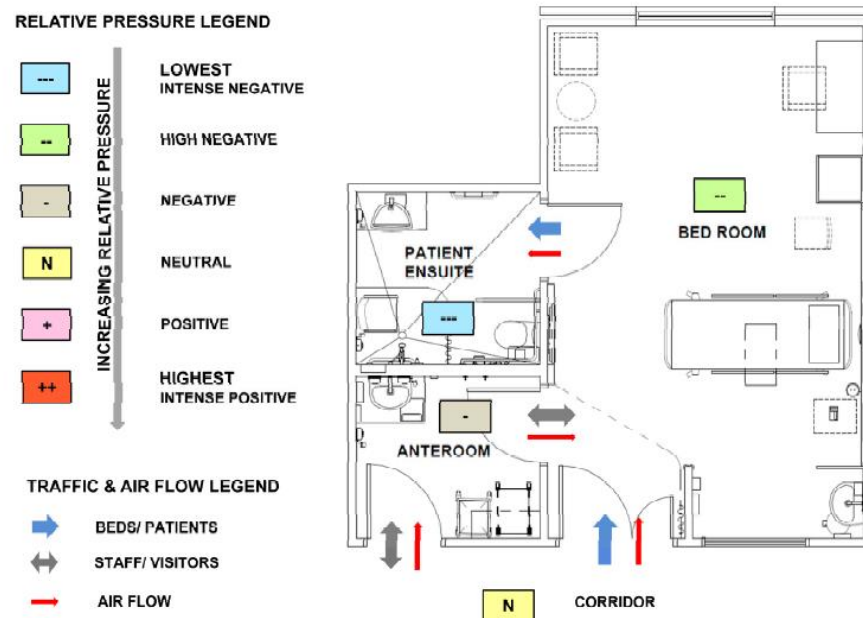 RELATIVE PRESSURE LEGEND
INCREASING RELATIVE PRESSURE
---
LOWEST
INTENSE NEGATIVE
--
HIGH NEGATIVE
-
NEGATIVE
N
NEUTRAL
+
POSITIVE
++
HIGHEST
INTENSE POSITIVE
TRAFFIC & AIR FLOW LEGEND
BEDS/ PATIENTS
STAFF/ VISITORS
AIR FLOW
--
BED ROOM
PATIENT
ENSUITE
---
-
ANTEROOM
N
CORRIDOR